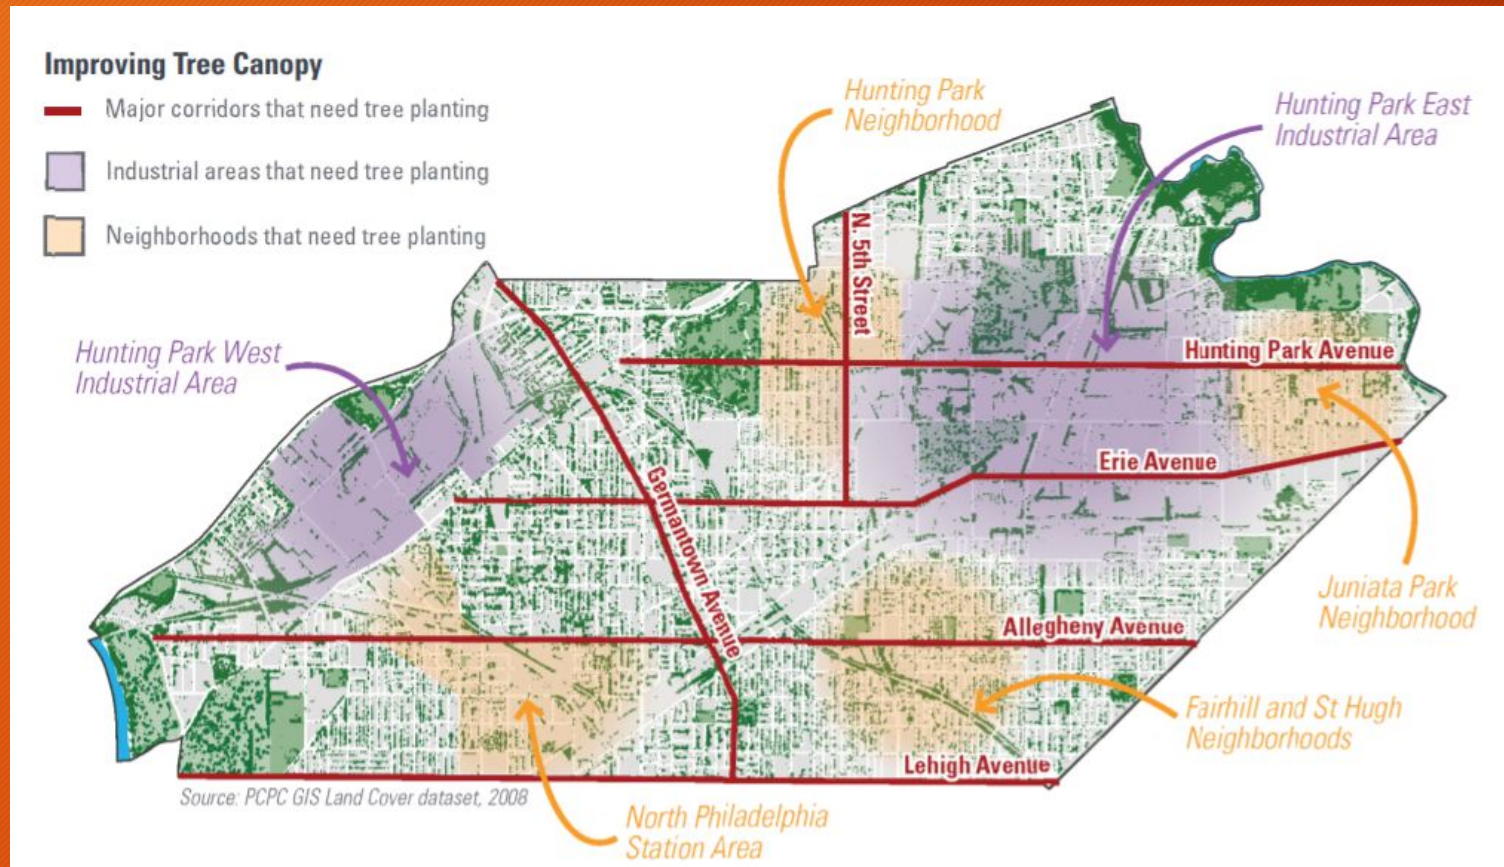 Improving Tree Canopy
Major corridors that need tree planting
Industrial areas that need tree planting
Neighborhoods that need tree planting
Hunting Park
Neighborhood
Hunting Park East
Industrial Area
N. 5th Street
Hunting Park West
Industrial Area
Hunting Park Avenue
Erie Avenue
Germantown Avenue
Juniata Park
Neighborhood
Allegheny Avenue
Fairhill and St Hugh
Neighborhoods
Lehigh Avenue
Source: PCPC GIS Land Cover dataset, 2008
North Philadelphia
Station Area